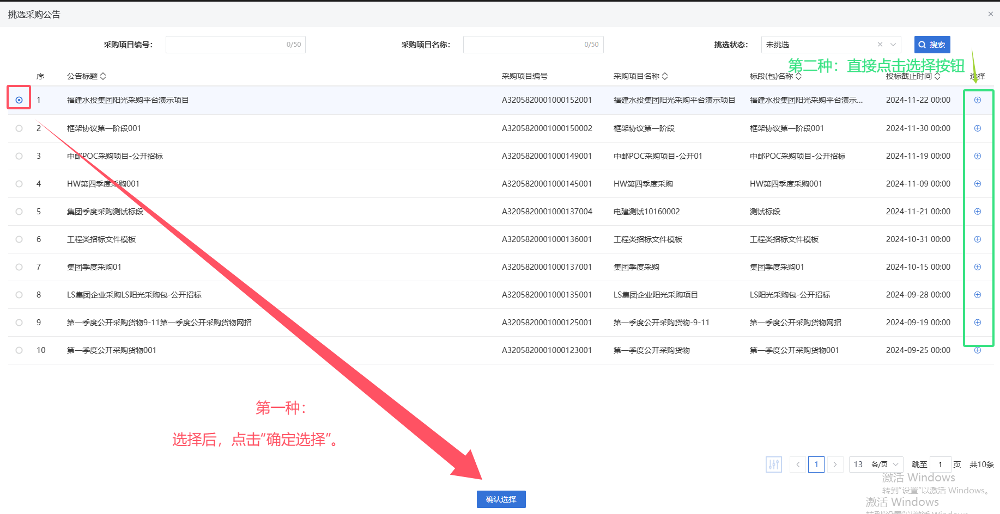 挑选采购公告
采购项目编号： 0/50 采购项目名称： 0/50 挑选状态： 未挑选 搜索
第二种：直接点击选择按钮
序 公告标题 采购项目编号 采购项目名称 标段(包)名称 投标截止时间 选择
1 福建水投集团阳光采购平台演示项目 A3205820001000152001 福建水投集团阳光采购平台演示项目 福建水投集团阳光采购平台演示... 2024-11-22 00:00
2 框架协议第一阶段001 A3205820001000150002 框架协议第一阶段 框架协议第一阶段001 2024-11-30 00:00
3 中邮POC采购项目-公开招标 A3205820001000149001 中邮POC采购项目-公开01 中邮POC采购项目-公开招标 2024-11-19 00:00
4 HW第四季度采购001 A3205820001000145001 HW第四季度采购 HW第四季度采购001 2024-11-09 00:00
5 集团季度采购测试标段 A3205820001000137004 电建测试10160002 测试标段 2024-11-21 00:00
6 工程类招标文件模板 A3205820001000136001 工程类招标文件模板 工程类招标文件模板 2024-10-31 00:00
7 集团季度采购01 A3205820001000137001 集团季度采购 集团季度采购01 2024-10-15 00:00
8 LS集团企业采购LS阳光采购包-公开招标 A3205820001000135001 LS集团企业阳光采购项目 LS阳光采购包-公开招标 2024-09-28 00:00
9 第一季度公开采购货物9-11第一季度公开采购货物网招 A3205820001000125001 第一季度公开采购货物-9-11 第一季度公开采购货物网招 2024-09-19 00:00
10 第一季度公开采购货物001 A3205820001000123001 第一季度公开采购货物 第一季度公开采购货物001 2024-09-25 00:00
第一种：
选择后，点击“确定选择”。
1 13 条/页 跳至 1 页 共10条
激活 Windows
转到“设置”以激活 Windows。
确认选择
激活 Windows
转到“设置”以激活 Windows